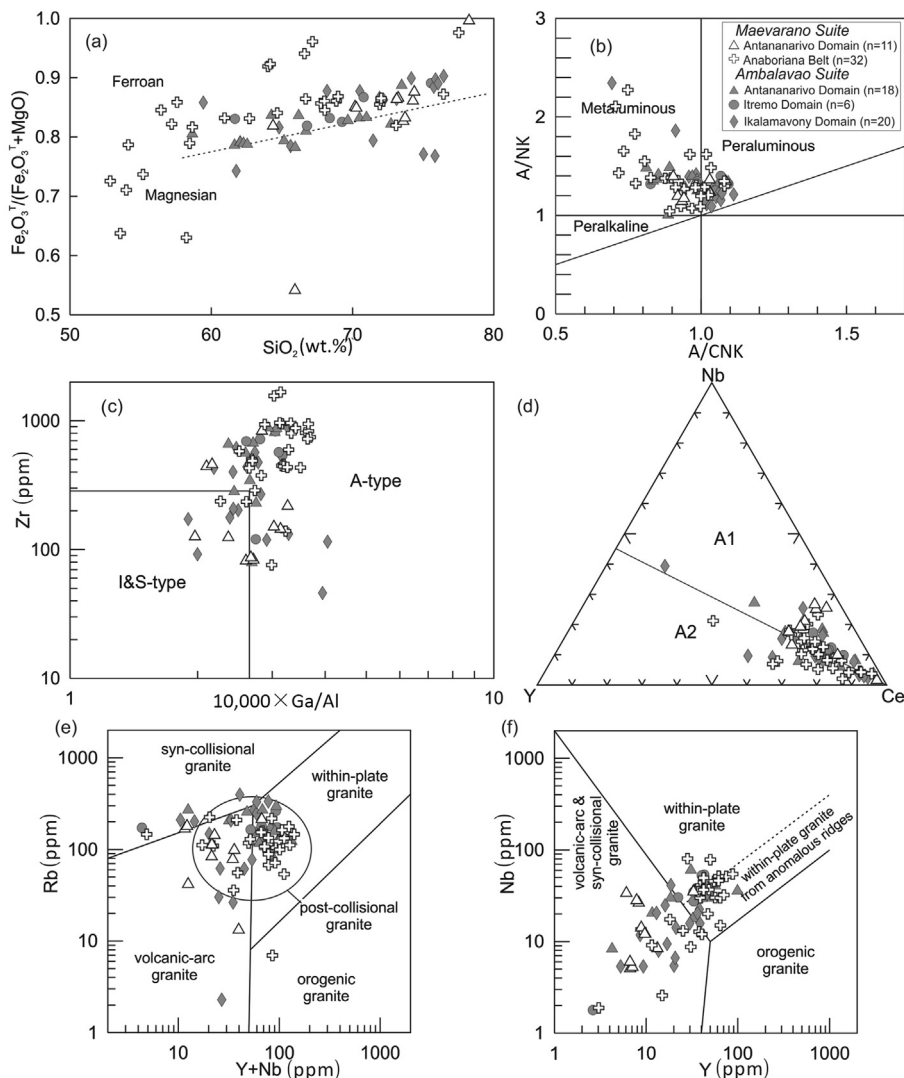 (a)
Ferroan
Magnesian
1.0
0.9
0.8
0.7
0.6
0.5
50
60
70
80
Fe₂O₃ᵀ/(Fe₂O₃ᵀ+MgO)
SiO₂(wt.%)
(b)
Maevarano Suite
Antananarivo Domain (n=11)
Anaboriana Belt (n=32)
Ambalavao Suite
Antananarivo Domain (n=18)
Itremo Domain (n=6)
Ikalamavony Domain (n=20)
Metaluminous
Peraluminous
Peralkaline
3
2
1
0
0.5
1.0
1.5
A/NK
A/CNK
(c)
A-type
I&S-type
1000
100
10
1
10
Zr (ppm)
10,000×Ga/Al
(d)
Nb
A1
A2
Y
Ce
(e)
syn-collisional
granite
within-plate
granite
post-collisional
granite
volcanic-arc
granite
orogenic
granite
1000
100
10
1
10
100
1000
Rb(ppm)
Y+Nb (ppm)
(f)
volcanic-arc &
syn-collisional
granite
within-plate
granite
within-plate granite
from anomalous ridges
orogenic
granite
1000
100
10
1
1
10
100
1000
Nb(ppm)
Y (ppm)